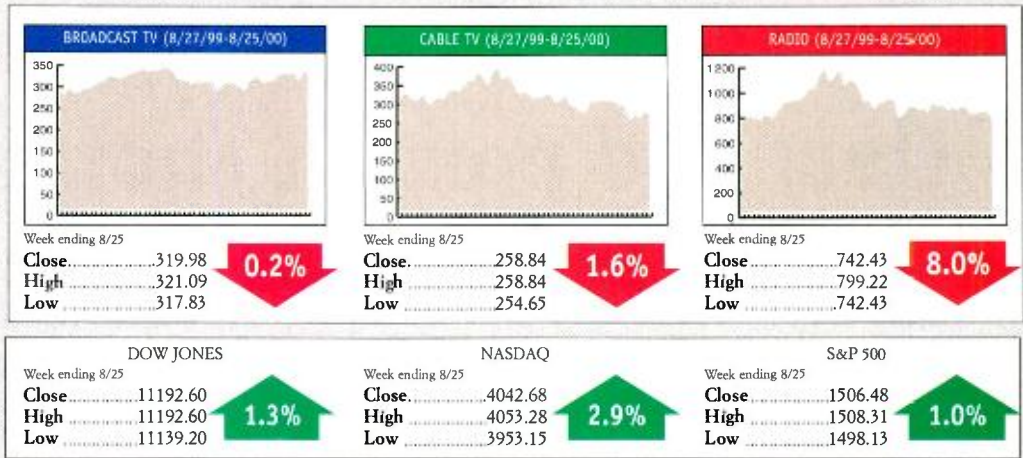 BROADCAST TV (8/27/99-8/25/00)
350
300
250
200
150
100
50
0
Week ending 8/25
Close..............319.98
High..............321.09
Low..............317.83
0.2%
CABLE TV (8/27/99-8/25/00)
400
350
300
250
200
150
100
50
0
Week ending 8/25
Close..............258.84
High..............258.84
Low..............254.65
1.6%
RADIO (8/27/99-8/25/00)
1200
1000
800
600
400
200
0
Week ending 8/25
Close..............742.43
High..............799.22
Low..............742.43
8.0%
DOW JONES
Week ending 8/25
Close..............11192.60
High..............11192.60
Low..............11139.20
1.3%
NASDAQ
Week ending 8/25
Close..............4042.68
High..............4053.28
Low..............3953.15
2.9%
S&P 500
Week ending 8/25
Close..............1506.48
High..............1508.31
Low..............1498.13
1.0%